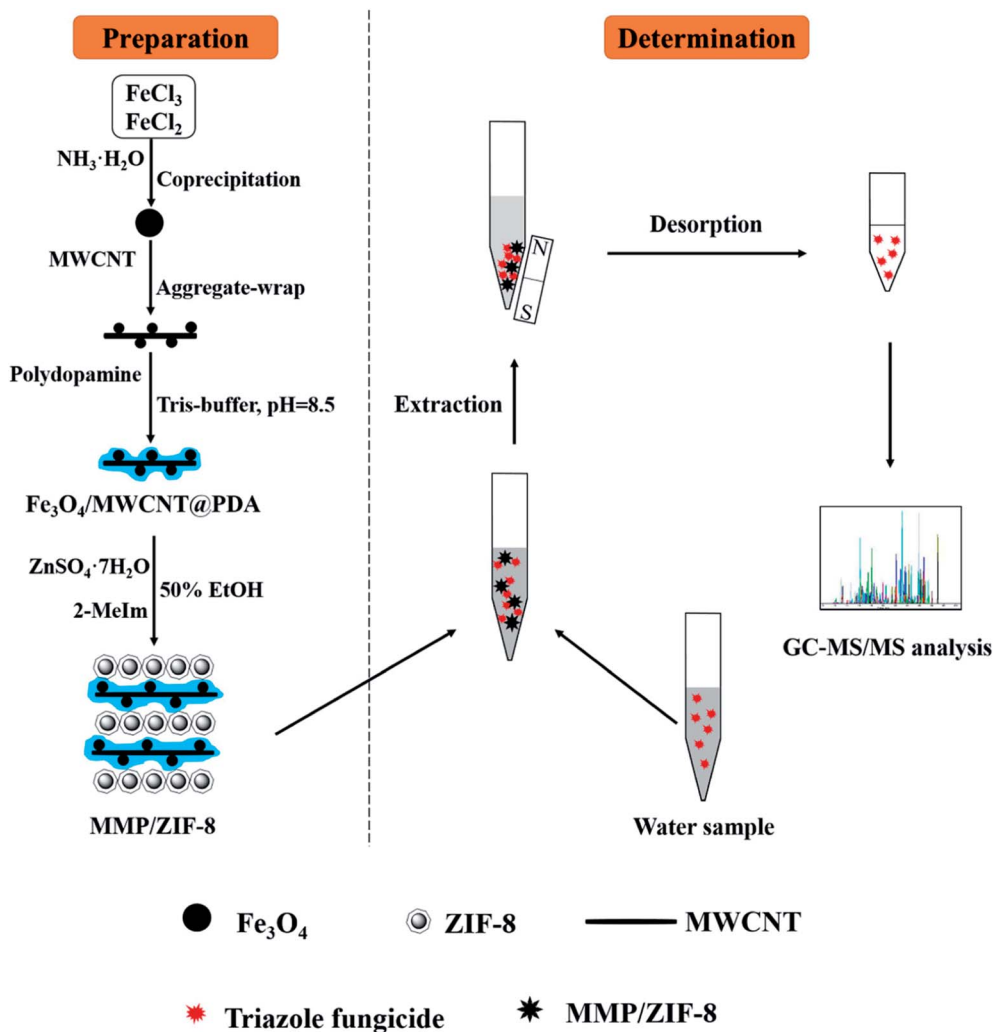 Preparation
FeCl₃
FeCl₂
NH₃·H₂O
Coprecipitation
MWCNT
Aggregate-wrap
Polydopamine
Tris-buffer, pH=8.5
Fe₃O₄/MWCNT@PDA
ZnSO₄·7H₂O
50% EtOH
2-MeIm
MMP/ZIF-8
Determination
N
S
Desorption
Extraction
GC-MS/MS analysis
Water sample
Fe₃O₄
ZIF-8
MWCNT
Triazole fungicide
MMP/ZIF-8